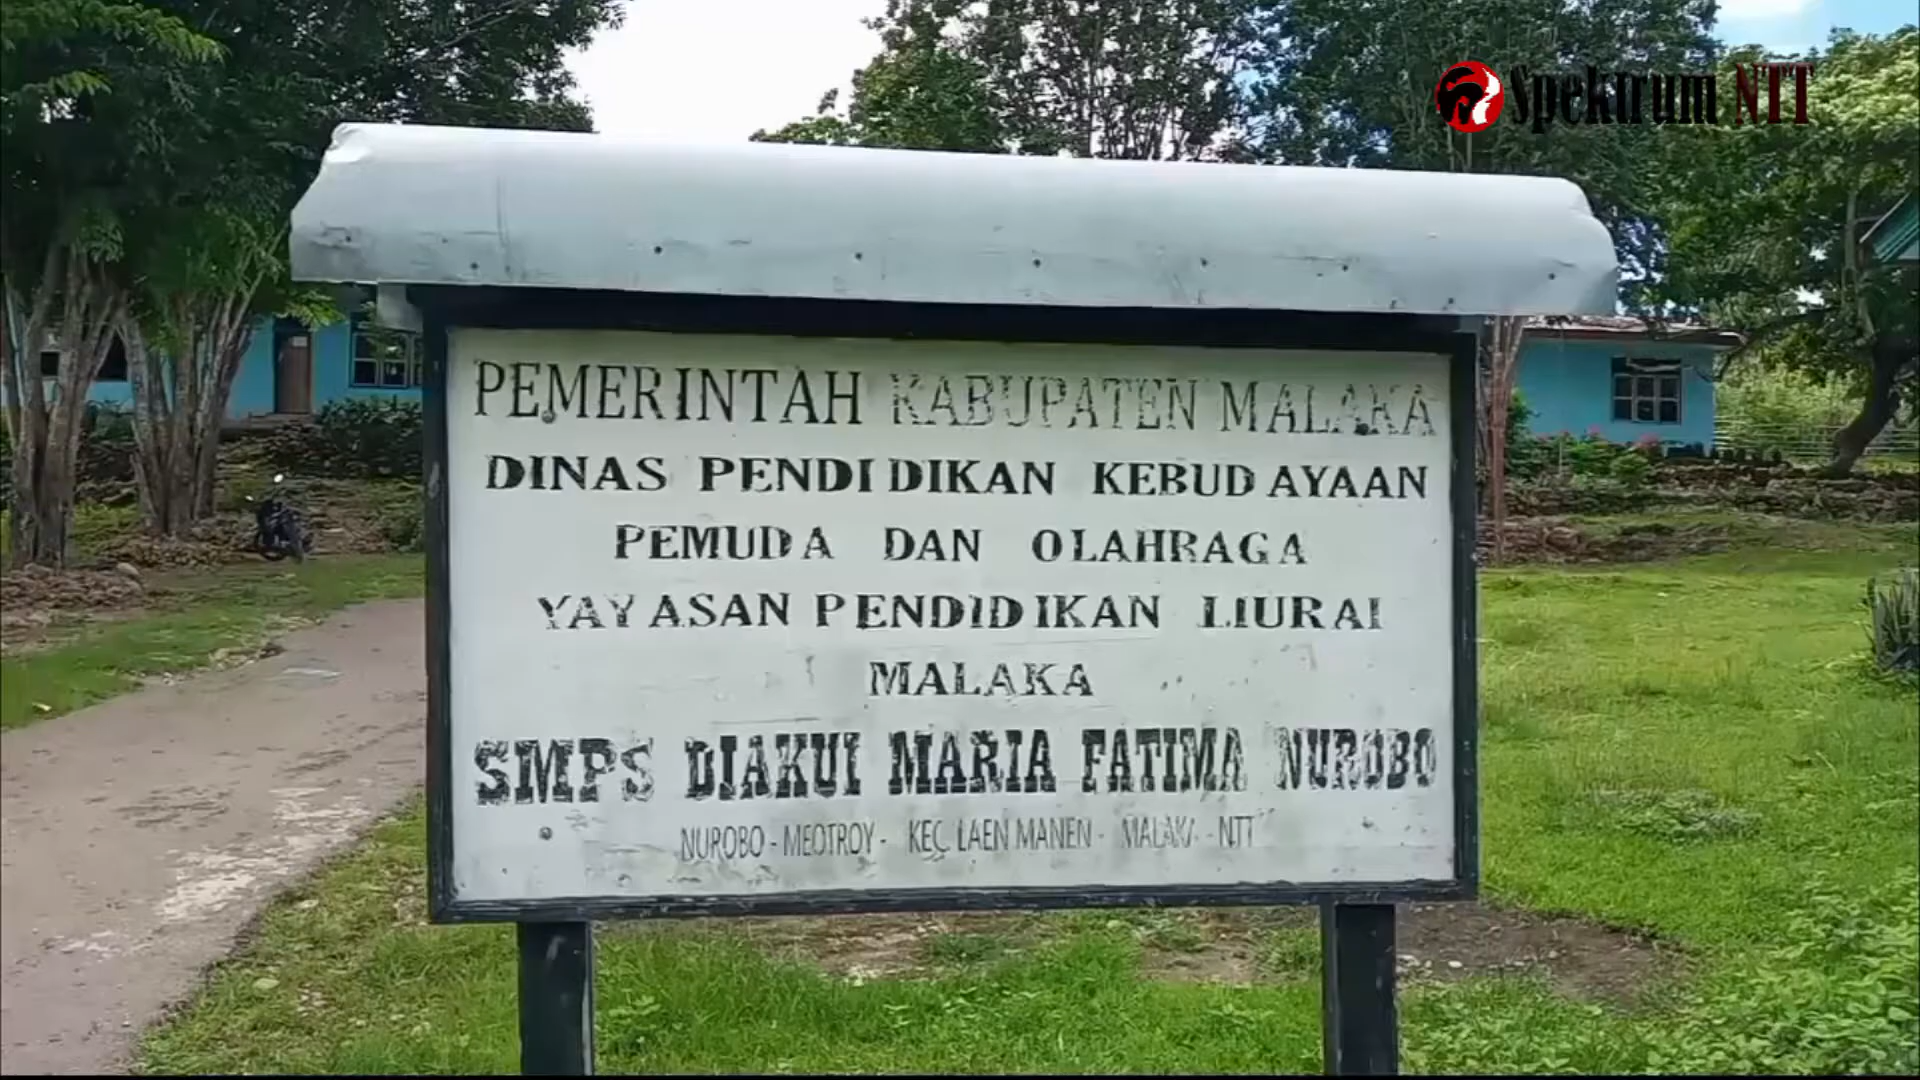 Spektrum NTT
PEMERINTAH KABUPATEN MALAKA
DINAS PENDIDIKAN KEBUDAYAAN
PEMUDA DAN OLAHRAGA
YAYASAN PENDIDIKAN LIURAI
MALAKA
SMPS DIAKUI MARIA FATIMA NUROBO
NUROBO - MEOTROY - KEC. LAEN MANEN - MALAKA - NTT